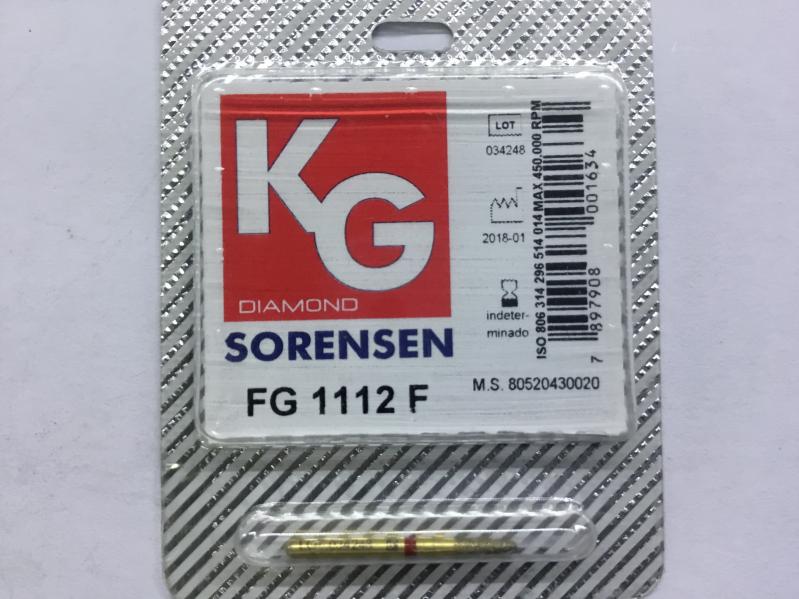 KG
DIAMOND
SORENSEN
FG 1112 F
LOT
034248
2018-01
indeter-
minado
M.S. 80520430020
ISO 806 314 296 514 014 MAX 450.000 RPM
7 897908 001634